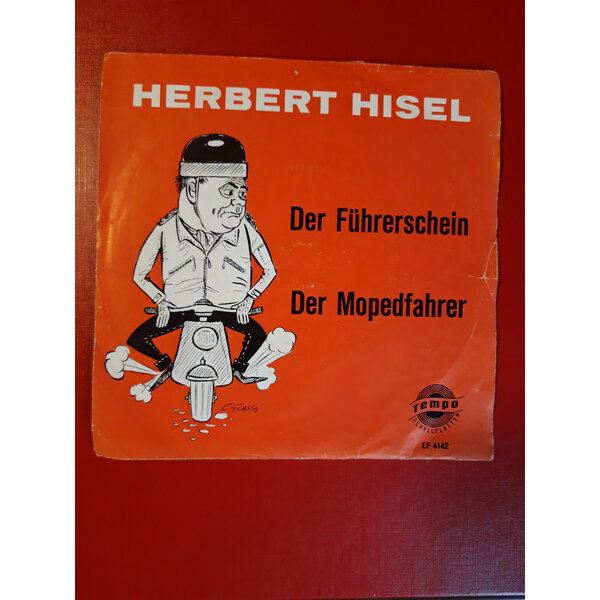 HERBERT HISEL
Der Führerschein
Der Mopedfahrer
Tempo
SCHALLPLATTEN
EP 4142